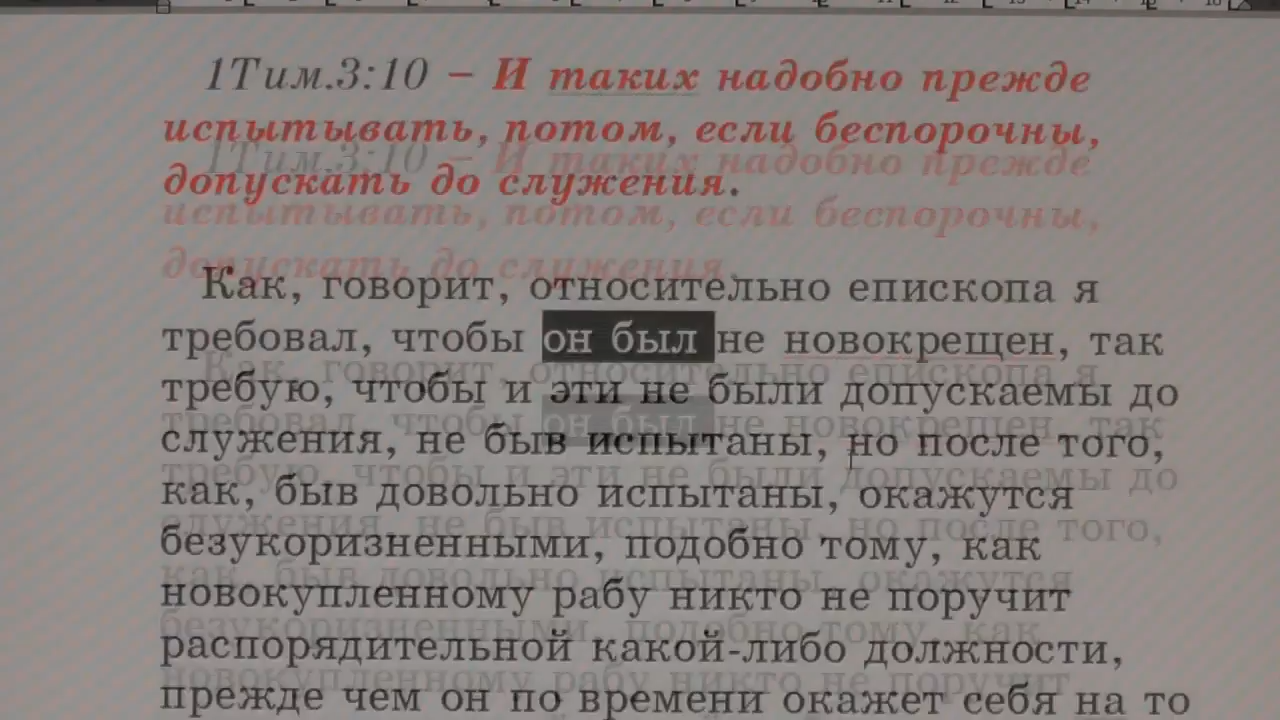 1Тим.3:10 – И таких надобно прежде
испытывать, потом, если беспорочны,
допускать до служения.
Как, говорит, относительно епископа я
требовал, чтобы он был не новокрещен, так
требую, чтобы и эти не были допускаемы до
служения, не быв испытаны, но после того,
как, быв довольно испытаны, окажутся
безукоризненными, подобно тому, как
новокупленному рабу никто не поручит
распорядительной какой-либо должности,
прежде чем он по времени окажет себя на то